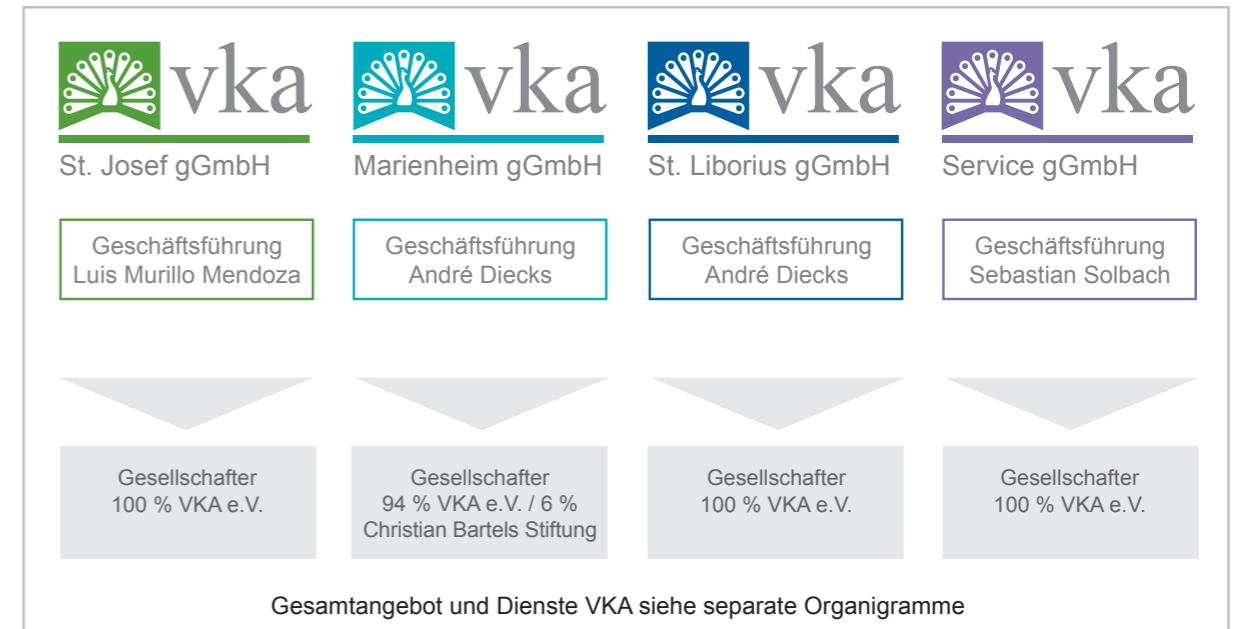 vka
St. Josef gGmbH
Geschäftsführung
Luis Murillo Mendoza
Gesellschafter
100 % VKA e.V.
vka
Marienheim gGmbH
Geschäftsführung
André Diecks
Gesellschafter
94 % VKA e.V. / 6 %
Christian Bartels Stiftung
vka
St. Liborius gGmbH
Geschäftsführung
André Diecks
Gesellschafter
100 % VKA e.V.
vka
Service gGmbH
Geschäftsführung
Sebastian Solbach
Gesellschafter
100 % VKA e.V.
Gesamtangebot und Dienste VKA siehe separate Organigramme